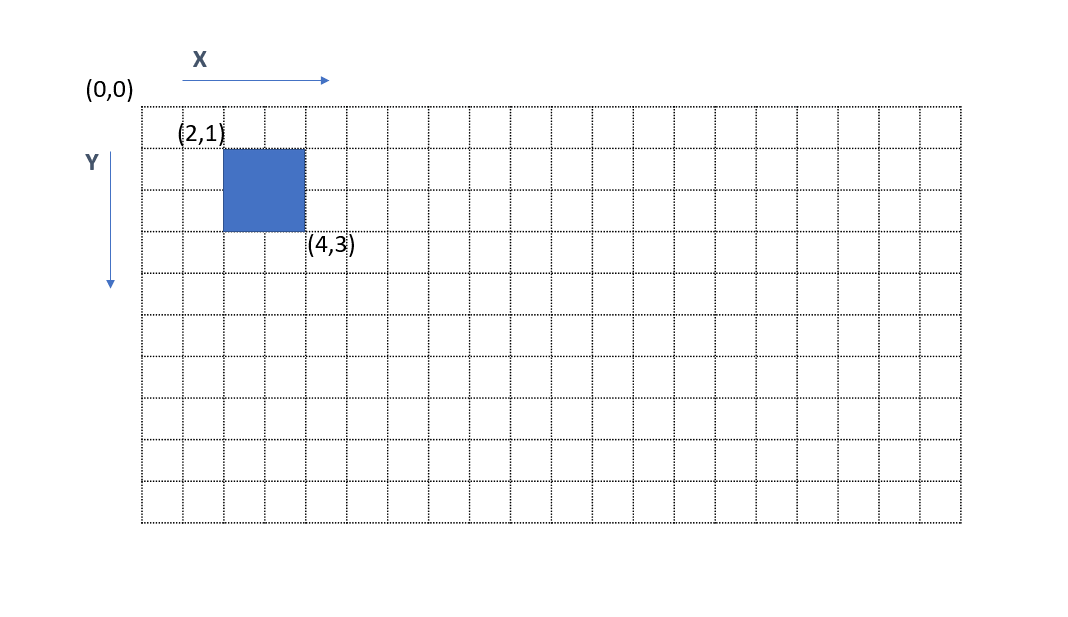 X
(0,0)
(2,1)
Y
(4,3)